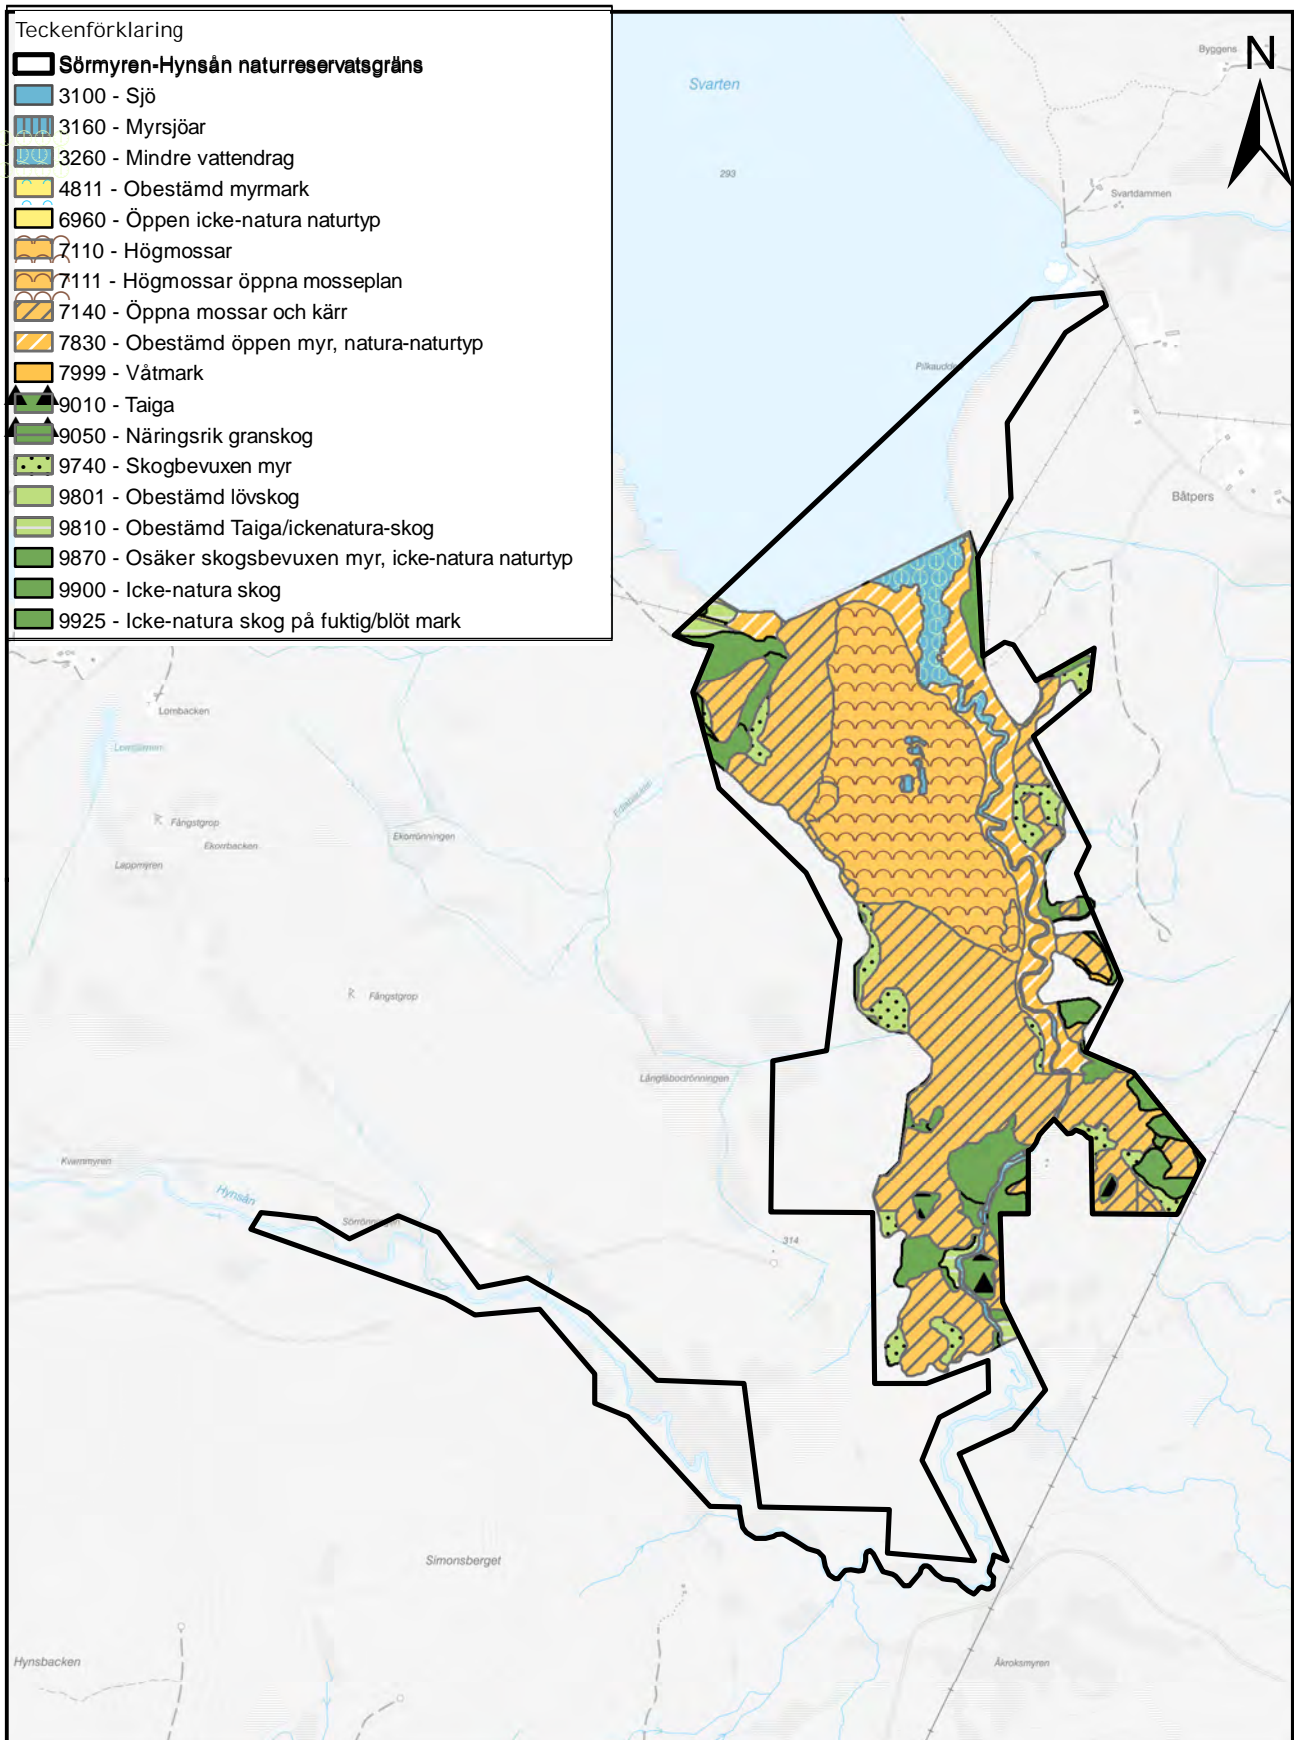 Teckenförklaring
Sörmyren-Hynsån naturreservatsgräns
3100 - Sjö
3160 - Myrsjöar
3260 - Mindre vattendrag
4811 - Obestämd myrmark
6960 - Öppen icke-natura naturtyp
7110 - Högmossar
7111 - Högmossar öppna mosseplan
7140 - Öppna mossar och kärr
7830 - Obestämd öppen myr, natura-naturtyp
7999 - Våtmark
9010 - Taiga
9050 - Näringsrik granskog
9740 - Skogbevuxen myr
9801 - Obestämd lövskog
9810 - Obestämd Taiga/ickenatura-skog
9870 - Osäker skogsbevuxen myr, icke-natura naturtyp
9900 - Icke-natura skog
9925 - Icke-natura skog på fuktig/blöt mark
N
Byggens
Svarten
293
Svartdammen
Båtpers
Lombacken
Fångstgrop
Ekorrbacken
Ekorrönningen
Lappmyren
R
Fångstgrop
R
Långlåbodrönningen
Kvarnmyren
Hynsån
Sörrönningen
314
Simonsberget
Hynsbacken
Åkroksmyren